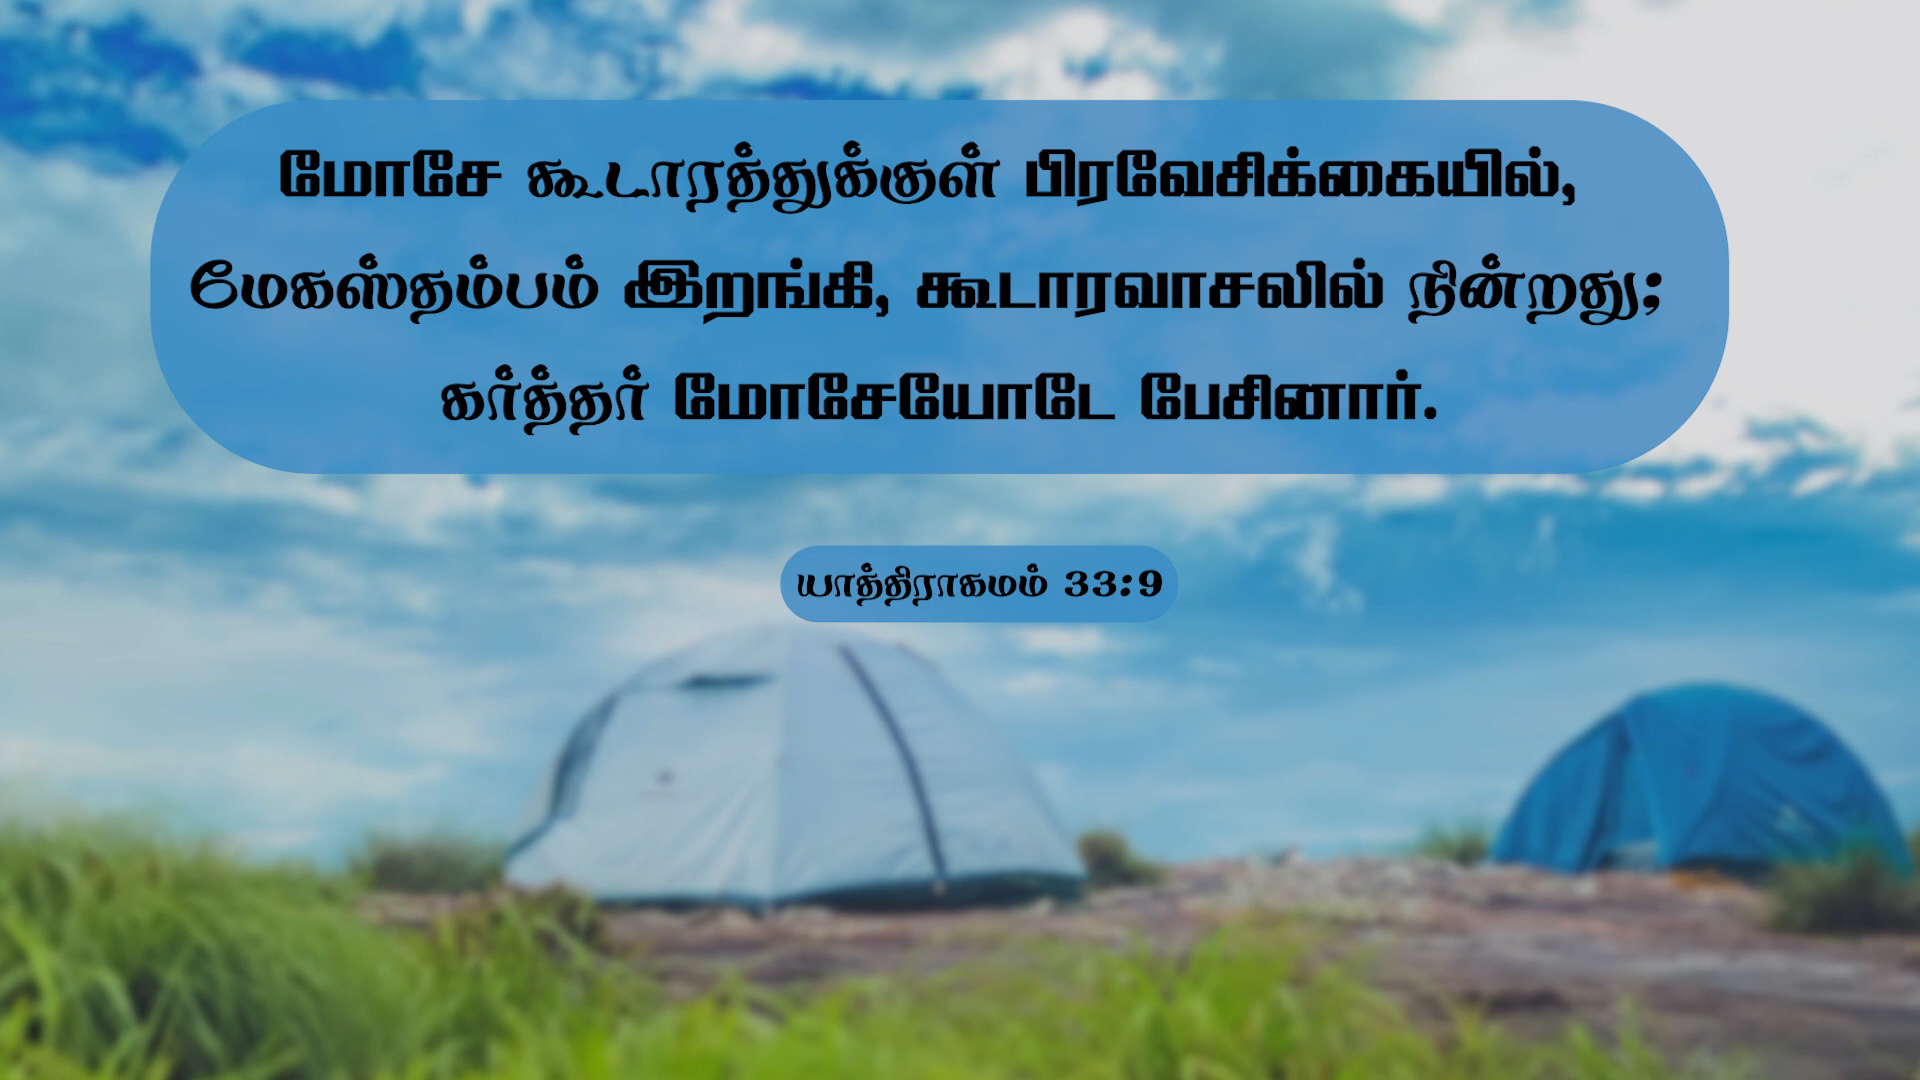 மோசே கூடாரத்துக்குள் பிரவேசிக்கையில்,
மேகஸ்தம்பம் இறங்கி, கூடாரவாசலில் நின்றது;
கர்த்தர் மோசேயோடே பேசினார்.
யாத்திராகமம் 33:9